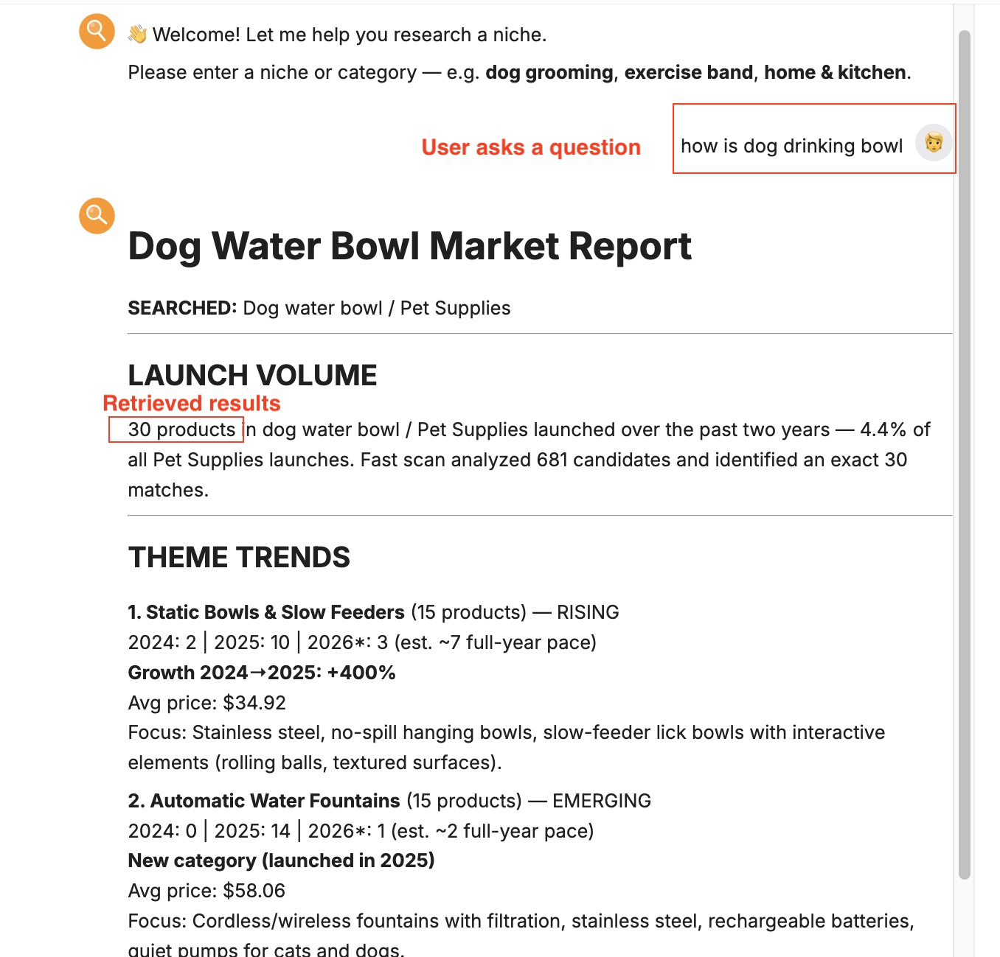 👋 Welcome! Let me help you research a niche.
Please enter a niche or category — e.g. dog grooming, exercise band, home & kitchen.
User asks a question
how is dog drinking bowl
Dog Water Bowl Market Report
SEARCHED: Dog water bowl / Pet Supplies
LAUNCH VOLUME
Retrieved results
30 products in dog water bowl / Pet Supplies launched over the past two years — 4.4% of
all Pet Supplies launches. Fast scan analyzed 681 candidates and identified an exact 30
matches.
THEME TRENDS
1. Static Bowls & Slow Feeders (15 products) — RISING
2024: 2 | 2025: 10 | 2026*: 3 (est. ~7 full-year pace)
Growth 2024→2025: +400%
Avg price: $34.92
Focus: Stainless steel, no-spill hanging bowls, slow-feeder lick bowls with interactive
elements (rolling balls, textured surfaces).
2. Automatic Water Fountains (15 products) — EMERGING
2024: 0 | 2025: 14 | 2026*: 1 (est. ~2 full-year pace)
New category (launched in 2025)
Avg price: $58.06
Focus: Cordless/wireless fountains with filtration, stainless steel, rechargeable batteries,
quiet pumps for cats and dogs.